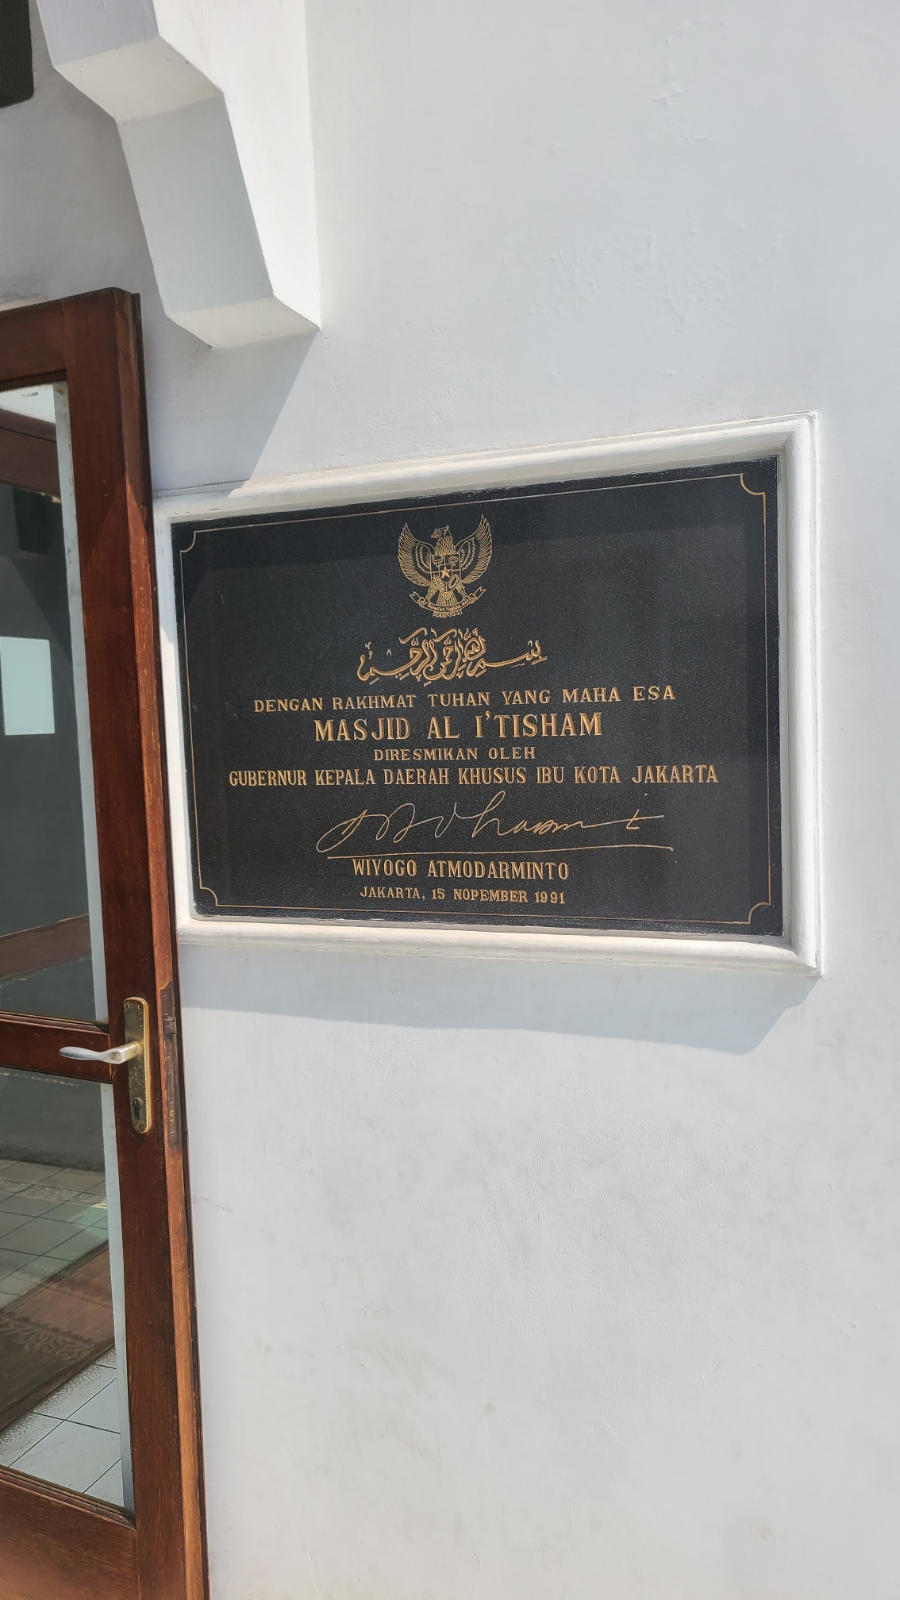 بسم الله الرحمن الرحيم
DENGAN RAKHMAT TUHAN YANG MAHA ESA
MASJID AL I'TISHAM
DIRESMIKAN OLEH
GUBERNUR KEPALA DAERAH KHUSUS IBU KOTA JAKARTA
WIYOGO ATMODARMINTO
JAKARTA, 15 NOPEMBER 1991